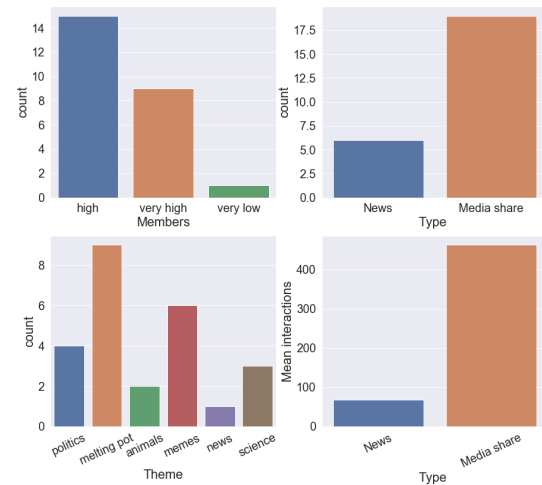 14
12
10
8
6
4
2
0
count
high very high very low
Members
17.5
15.0
12.5
10.0
7.5
5.0
2.5
0.0
count
News Media share
Type
8
6
4
2
0
count
politics melting pot animals memes news science
Theme
400
300
200
100
0
Mean interactions
News Media share
Type